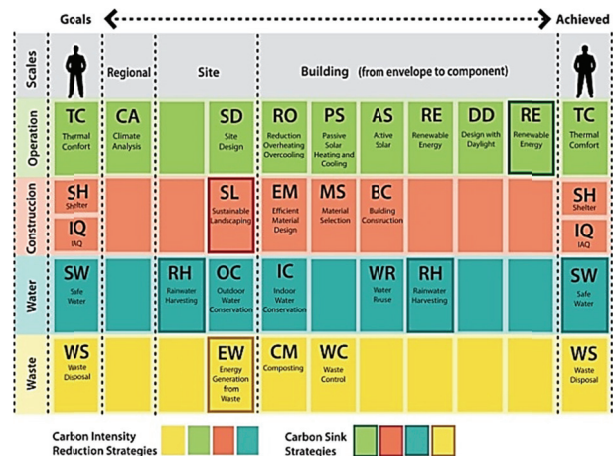 Goals
Achieved
Scales
Regional
Site
Building (from envelope to component)
Operation
TC
Thermal
Comfort
CA
Climate
Analysis
SD
Site
Design
RO
Reduction
Overheating
Overcooling
PS
Passive
Solar
Heating and
Cooling
AS
Active
Solar
RE
Renewable
Energy
DD
Design with
Daylight
RE
Renewable
Energy
TC
Thermal
Comfort
Construccion
SH
Shelter
IQ
IAQ
SL
Sustainable
Landscaping
EM
Efficient
Material
Design
MS
Material
Selection
BC
Building
Construction
SH
Shelter
IQ
IAQ
Water
SW
Safe
Water
RH
Rainwater
Harvesting
OC
Outdoor
Water
Conservation
IC
Indoor
Water
Conservation
WR
Water
Reuse
RH
Rainwater
Harvesting
SW
Safe
Water
Waste
WS
Waste
Disposal
EW
Energy
Generation
from
Waste
CM
Composting
WC
Waste
Control
WS
Waste
Disposal
Carbon Intensity
Reduction Strategies
Carbon Sink
Strategies